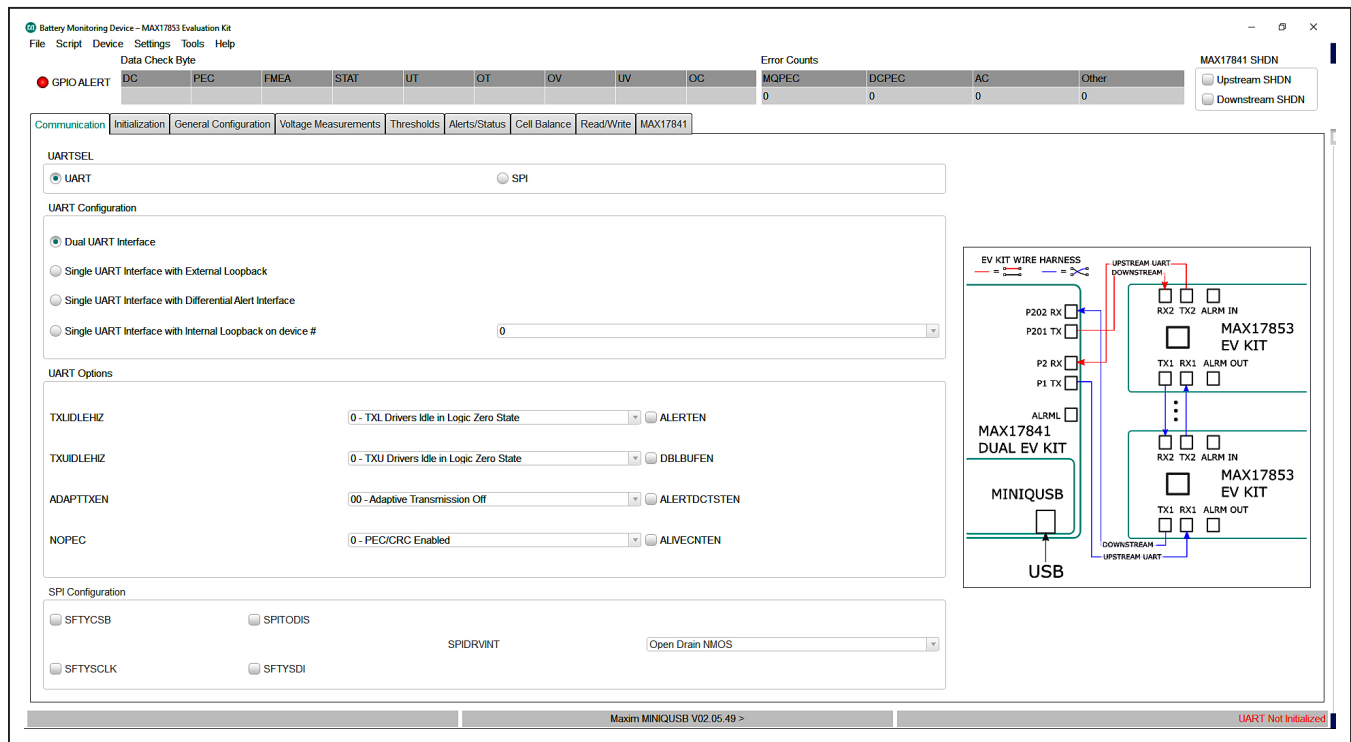 Battery Monitoring Device – MAX17853 Evaluation Kit
File Script Device Settings Tools Help
Data Check Byte Error Counts MAX17841 SHDN
GPIO ALERT DC PEC FMEA STAT UT OT OV UV OC MQPEC DCPEC AC Other Upstream SHDN
0 0 0 0 Downstream SHDN
Communication Initialization General Configuration Voltage Measurements Thresholds Alerts/Status Cell Balance Read/Write MAX17841
UARTSEL
UART SPI
UART Configuration
Dual UART Interface
Single UART Interface with External Loopback
Single UART Interface with Differential Alert Interface
Single UART Interface with Internal Loopback on device # 0
UART Options
TXLIDLEHIZ 0 - TXL Drivers Idle in Logic Zero State ALERTEN
TXUIDLEHIZ 0 - TXU Drivers Idle in Logic Zero State DBLBUFEN
ADAPTTXEN 00 - Adaptive Transmission Off ALERTDCTSTEN
NOPEC 0 - PEC/CRC Enabled ALIVECNTEN
SPI Configuration
SFTYCSB SPITODIS
SPIDRVINT Open Drain NMOS
SFTYSCLK SFTYSDI
EV KIT WIRE HARNESS
= =
UPSTREAM UART
DOWNSTREAM
P202 RX
P201 TX
P2 RX
P1 TX
ALRML
MAX17841
DUAL EV KIT
MINIQUSB
USB
RX2 TX2 ALRM IN
MAX17853
EV KIT
TX1 RX1 ALRM OUT
RX2 TX2 ALRM IN
MAX17853
EV KIT
TX1 RX1 ALRM OUT
DOWNSTREAM
UPSTREAM UART
Maxim MINIQUSB V02.05.49 > UART Not Initialized